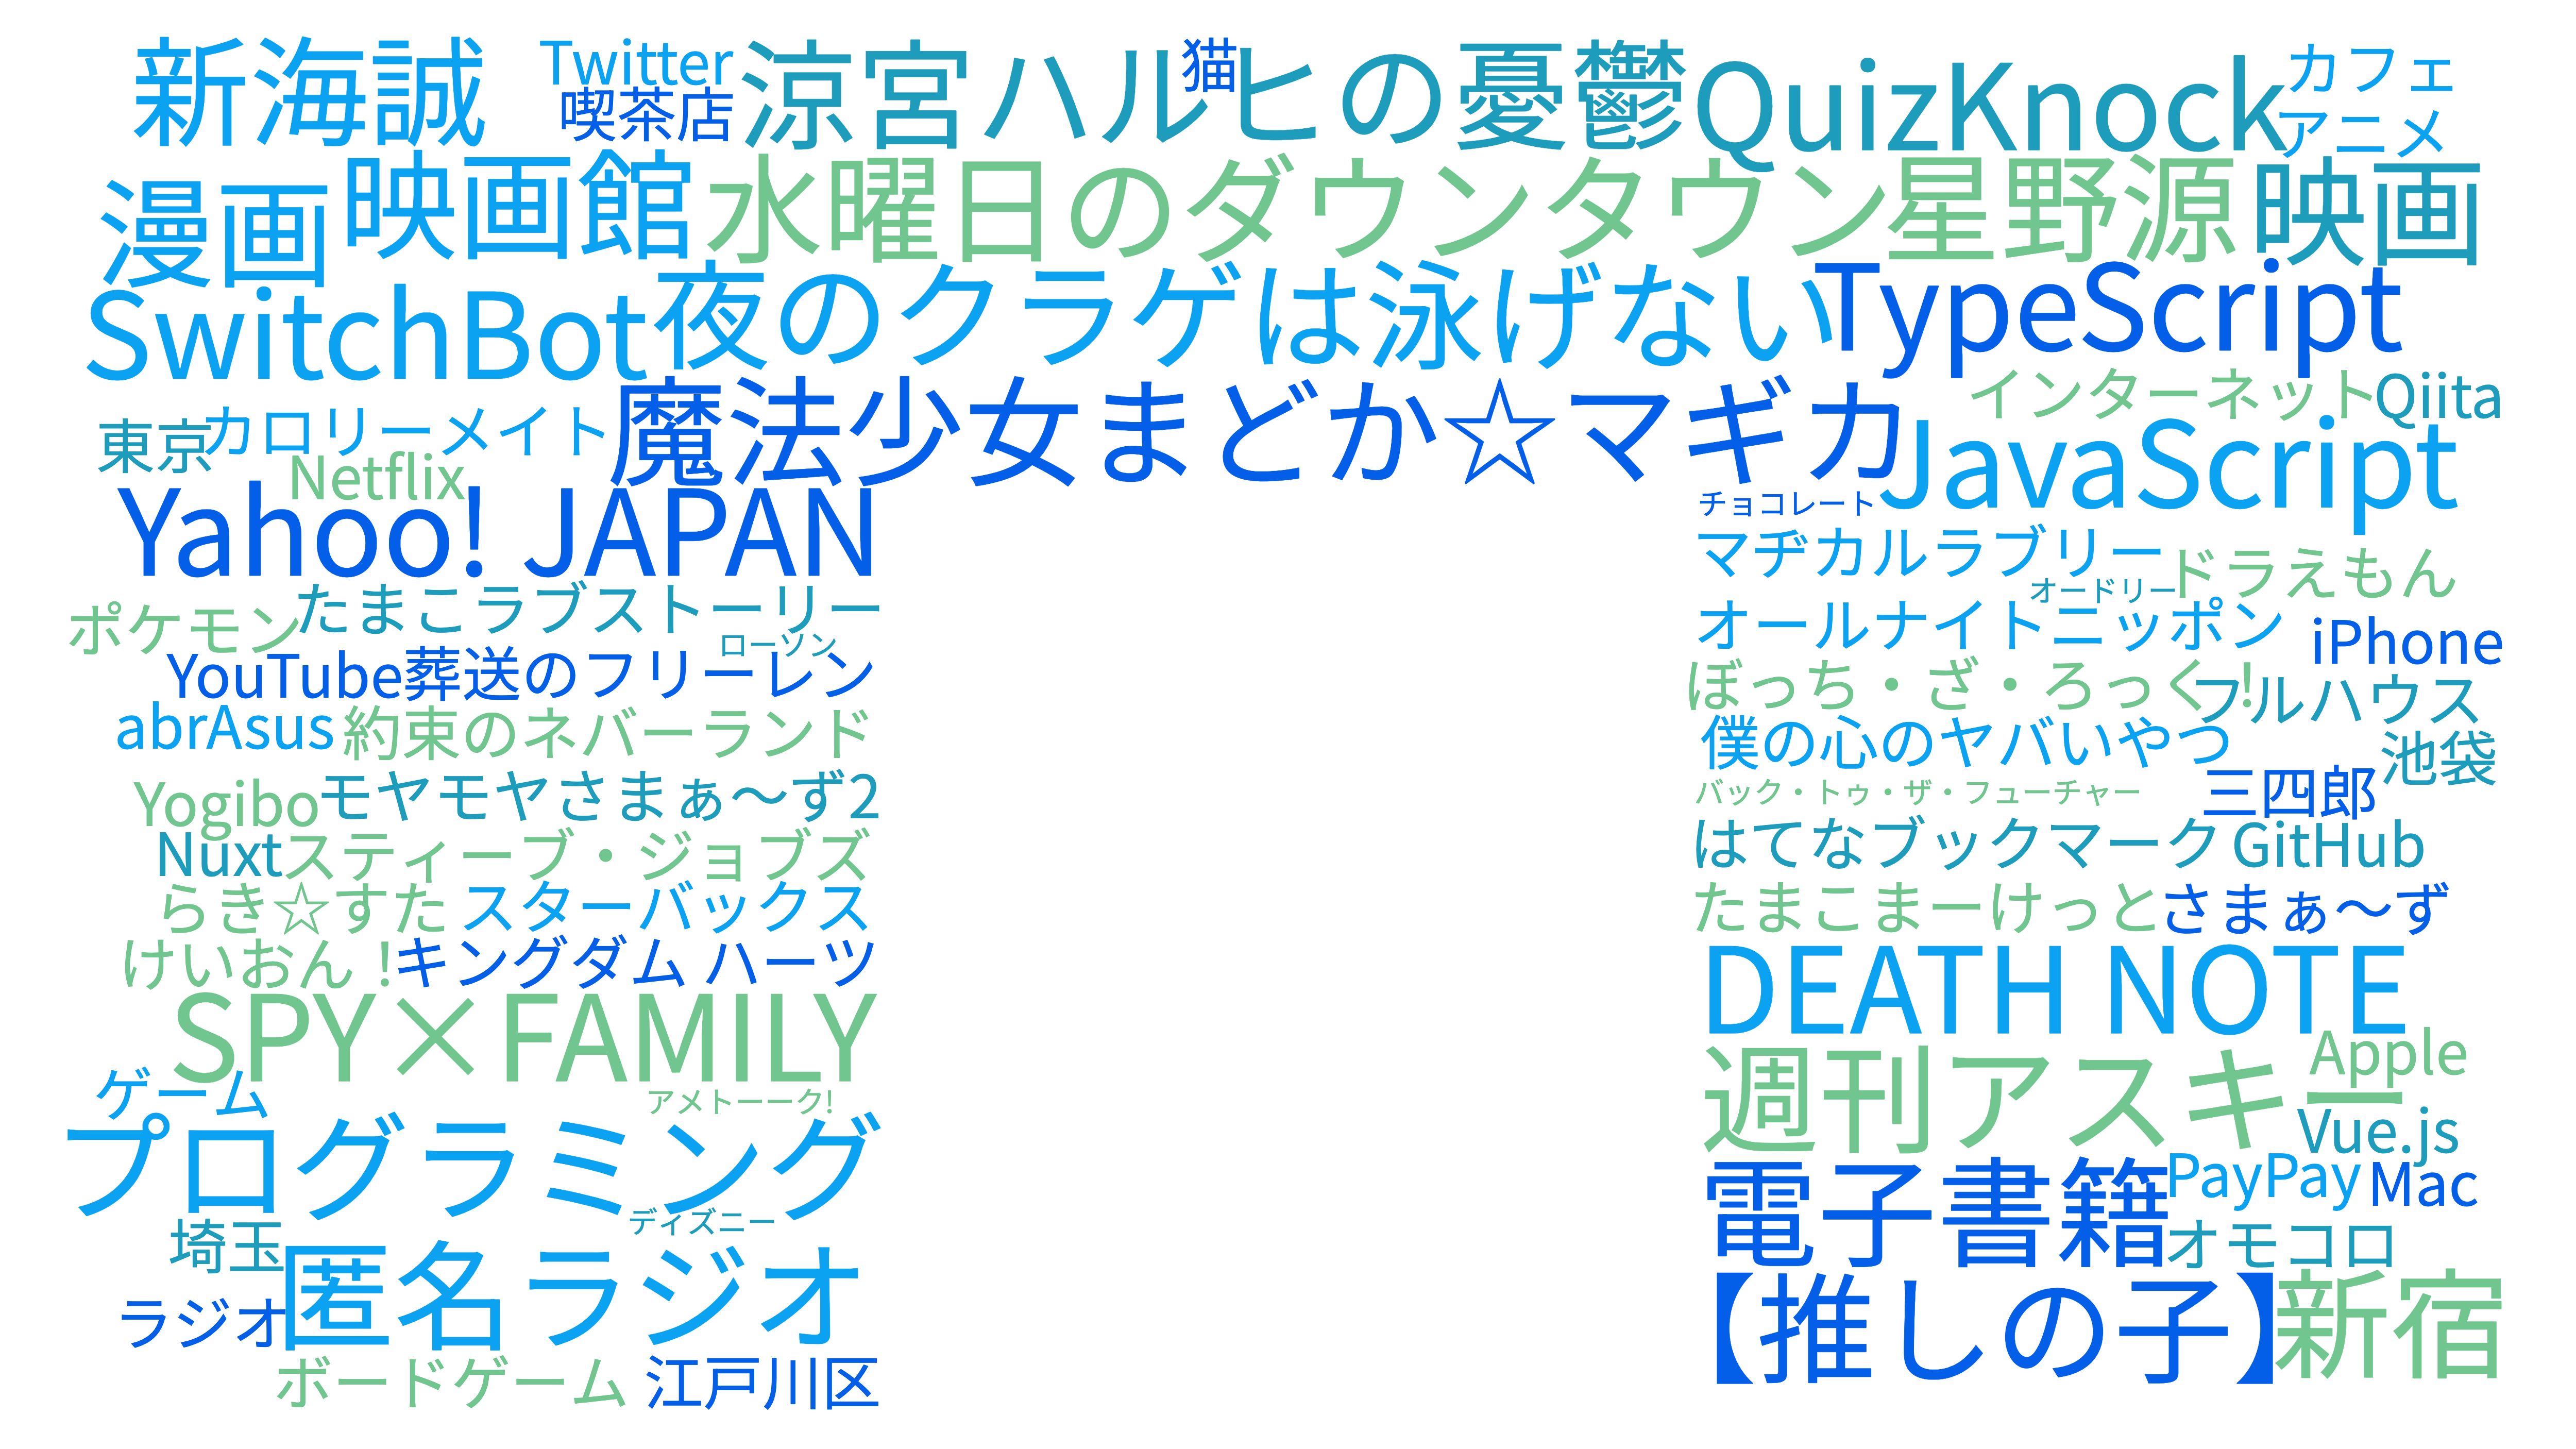 新海誠
Twitter
喫茶店
涼宮ハルヒの憂鬱
猫
QuizKnock
カフェ
アニメ
漫画
映画館
水曜日のダウンタウン
星野源
映画
SwitchBot
夜のクラゲは泳げない
TypeScript
東京
カロリーメイト
Netflix
魔法少女まどか☆マギカ
インターネット
Qiita
JavaScript
Yahoo! JAPAN
チョコレート
マヂカルラブリー
ドラえもん
オードリー
ポケモン
たまこラブストーリー
ローソン
オールナイトニッポン
iPhone
YouTube
葬送のフリーレン
ぼっち・ざ・ろっく!
フルハウス
abrAsus
約束のネバーランド
僕の心のヤバいやつ
池袋
Yogibo
モヤモヤさまぁ〜ず2
バック・トゥ・ザ・フューチャー
三四郎
Nuxt
スティーブ・ジョブズ
はてなブックマーク
GitHub
らき☆すた
スターバックス
たまこまーけっと
さまぁ〜ず
けいおん!
キングダム ハーツ
DEATH NOTE
SPY×FAMILY
ゲーム
アメトーーク!
週刊アスキー
Apple
Vue.js
プログラミング
ディズニー
電子書籍
PayPay
Mac
埼玉
匿名ラジオ
オモコロ
ラジオ
【推しの子】
新宿
ボードゲーム
江戸川区